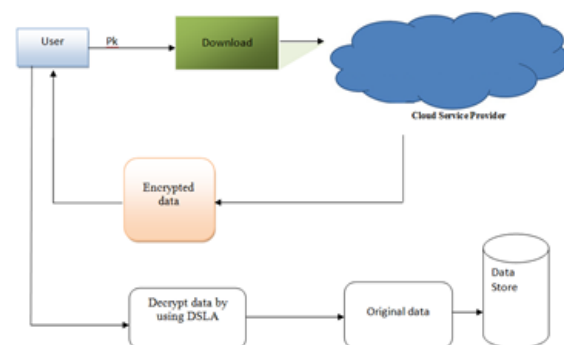 User
Pk
Download
Cloud Service Provider
Encrypted
data
Decrypt data by
using DSLA
Original data
Data
Store